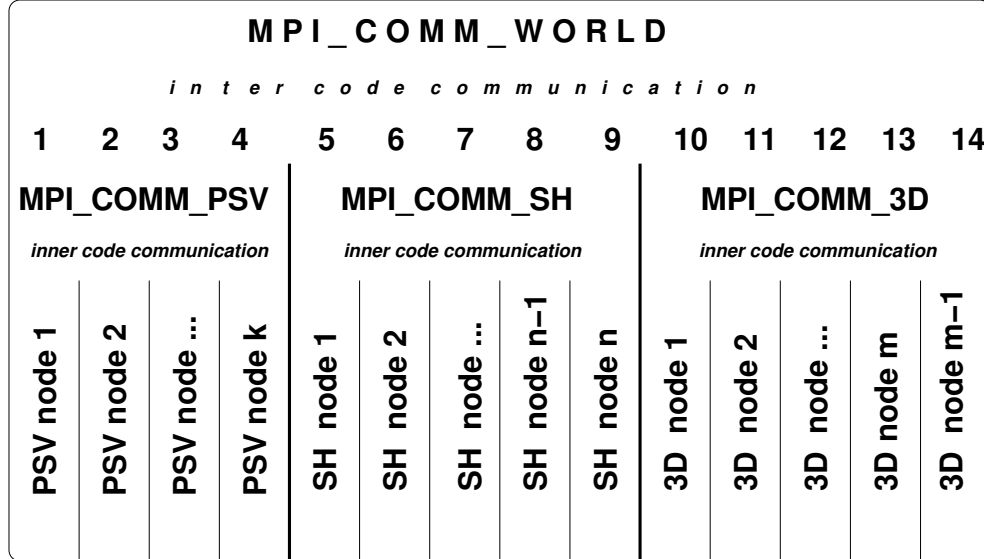 MPI_COMM_WORLD
inter code communication
1 2 3 4 5 6 7 8 9 10 11 12 13 14
MPI_COMM_PSV MPI_COMM_SH MPI_COMM_3D
inner code communication inner code communication inner code communication
PSV node 1
PSV node 2
PSV node ...
PSV node k
SH node 1
SH node 2
SH node ...
SH node n−1
SH node n
3D node 1
3D node 2
3D node ...
3D node m
3D node m−1